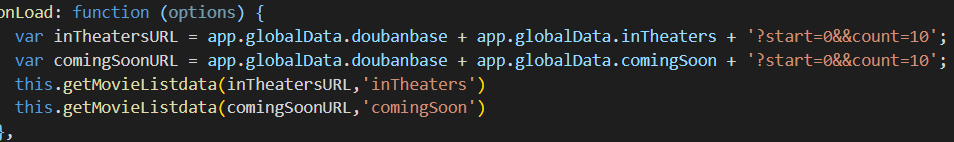 onLoad: function (options) {
var inTheatersURL = app.globalData.doubanbase + app.globalData.inTheaters + '?start=0&&count=10';
var comingSoonURL = app.globalData.doubanbase + app.globalData.comingSoon + '?start=0&&count=10';
this.getMovieListdata(inTheatersURL,'inTheaters')
this.getMovieListdata(comingSoonURL,'comingSoon')
},